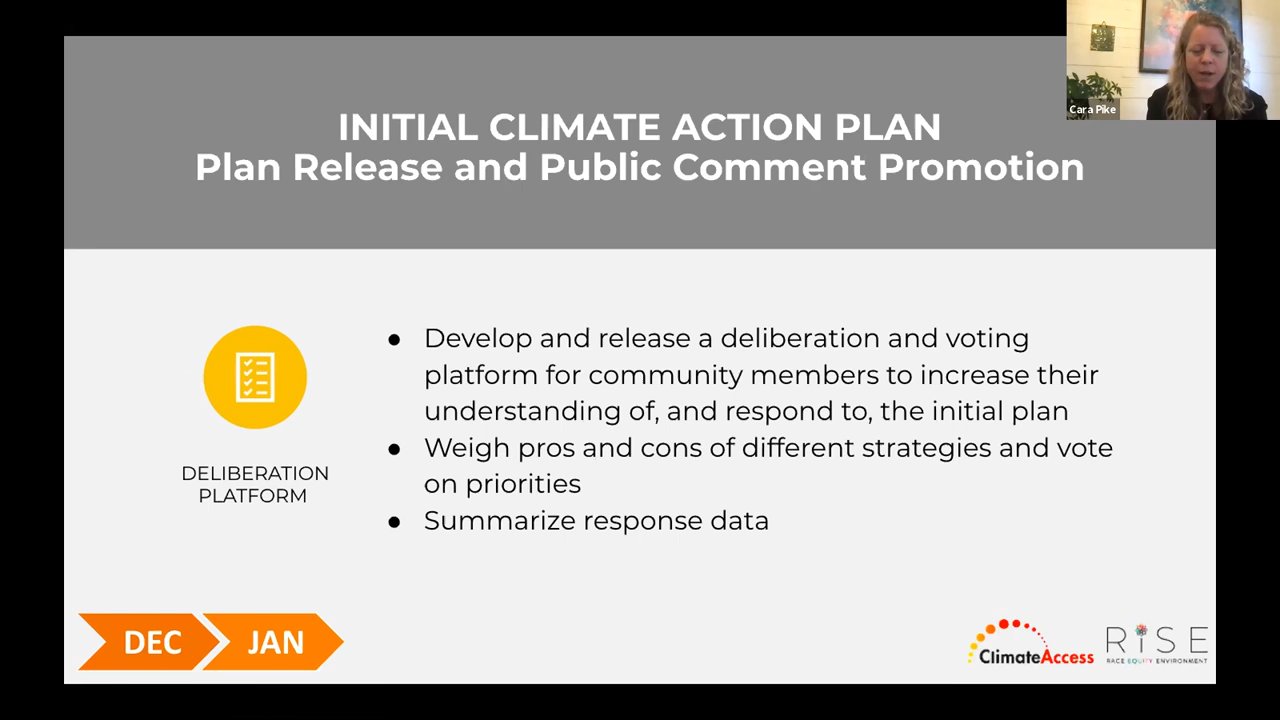 INITIAL CLIMATE ACTION PLAN
Plan Release and Public Comment Promotion
Cara Pike
● Develop and release a deliberation and voting
platform for community members to increase their
understanding of, and respond to, the initial plan
● Weigh pros and cons of different strategies and vote
on priorities
● Summarize response data
DELIBERATION
PLATFORM
DEC JAN
ClimateAccess
RISE
RACE EQUITY ENVIRONMENT